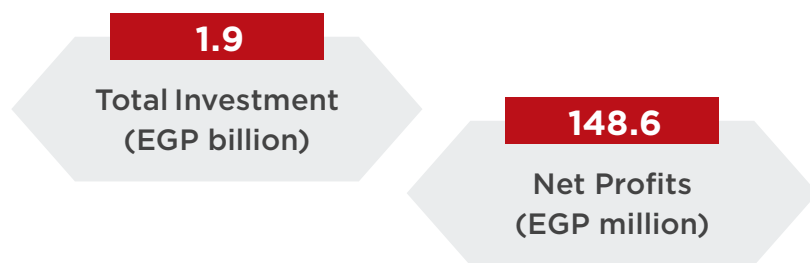 1.9
Total Investment
(EGP billion)
148.6
Net Profits
(EGP million)